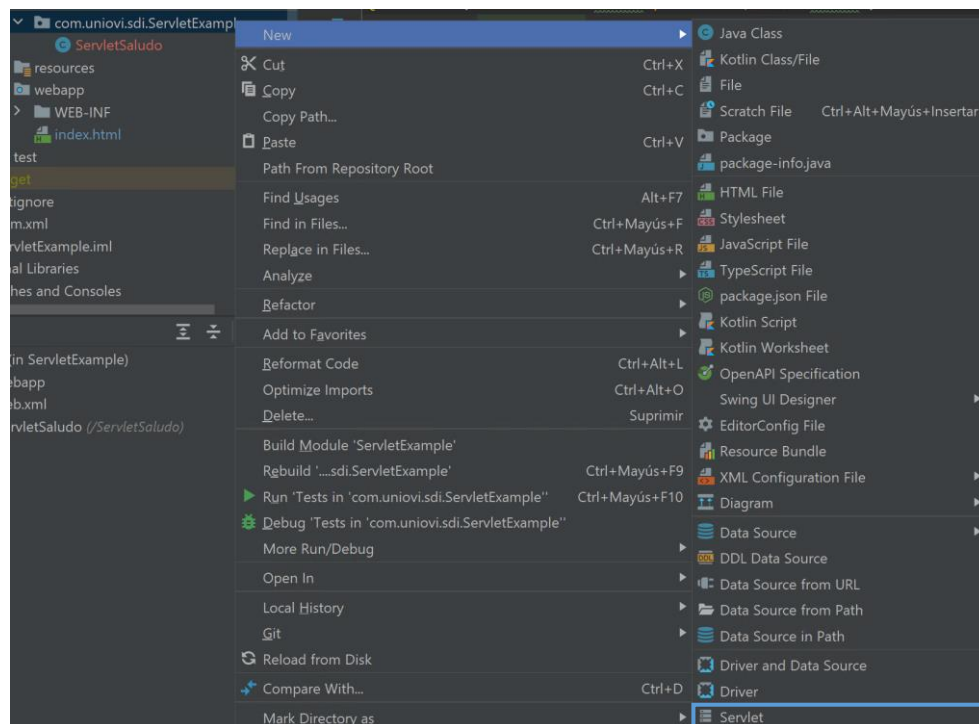 com.uniovi.sdi.ServletExampl
ServletSaludo
resources
webapp
WEB-INF
index.html
test
get
tignore
m.xml
rvletExample.iml
al Libraries
hes and Consoles
(in ServletExample)
ebapp
eb.xml
rvletSaludo (/ServletSaludo)
New
Cut Ctrl+X
Copy Ctrl+C
Copy Path...
Paste Ctrl+V
Path From Repository Root
Find Usages Alt+F7
Find in Files... Ctrl+Mayús+F
Replace in Files... Ctrl+Mayús+R
Analyze
Refactor
Add to Favorites
Reformat Code Ctrl+Alt+L
Optimize Imports Ctrl+Alt+O
Delete... Suprimir
Build Module 'ServletExample'
Rebuild '....sdi.ServletExample' Ctrl+Mayús+F9
Run 'Tests in 'com.uniovi.sdi.ServletExample'' Ctrl+Mayús+F10
Debug 'Tests in 'com.uniovi.sdi.ServletExample''
More Run/Debug
Open In
Local History
Git
Reload from Disk
Compare With... Ctrl+D
Mark Directory as
Java Class
Kotlin Class/File
File
Scratch File Ctrl+Alt+Mayús+Insertar
Package
package-info.java
HTML File
Stylesheet
JavaScript File
TypeScript File
package.json File
Kotlin Script
Kotlin Worksheet
OpenAPI Specification
Swing UI Designer
EditorConfig File
Resource Bundle
XML Configuration File
Diagram
Data Source
DDL Data Source
Data Source from URL
Data Source from Path
Data Source in Path
Driver and Data Source
Driver
Servlet